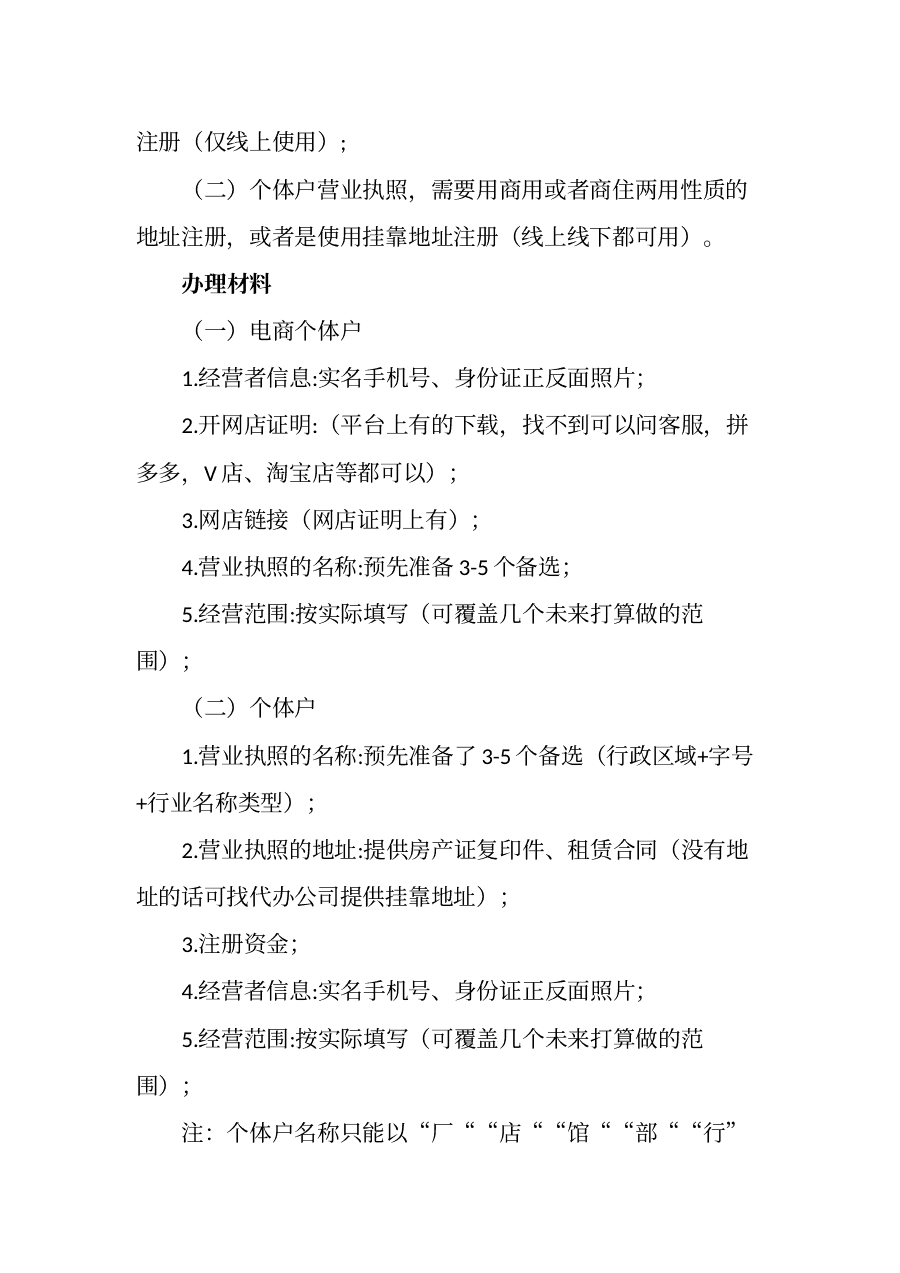 注册（仅线上使用）；
（二）个体户营业执照，需要用商用或者商住两用性质的
地址注册，或者是使用挂靠地址注册（线上线下都可用）。
办理材料
（一）电商个体户
1.经营者信息:实名手机号、身份证正反面照片；
2.开网店证明:（平台上有的下载，找不到可以问客服，拼
多多，V 店、淘宝店等都可以）；
3.网店链接（网店证明上有）；
4.营业执照的名称:预先准备 3-5 个备选；
5.经营范围:按实际填写（可覆盖几个未来打算做的范
围）；
（二）个体户
1.营业执照的名称:预先准备了 3-5 个备选（行政区域+字号
+行业名称类型）；
2.营业执照的地址:提供房产证复印件、租赁合同（没有地
址的话可找代办公司提供挂靠地址）；
3.注册资金；
4.经营者信息:实名手机号、身份证正反面照片；
5.经营范围:按实际填写（可覆盖几个未来打算做的范
围）；
注：个体户名称只能以“厂““店““馆““部““行”